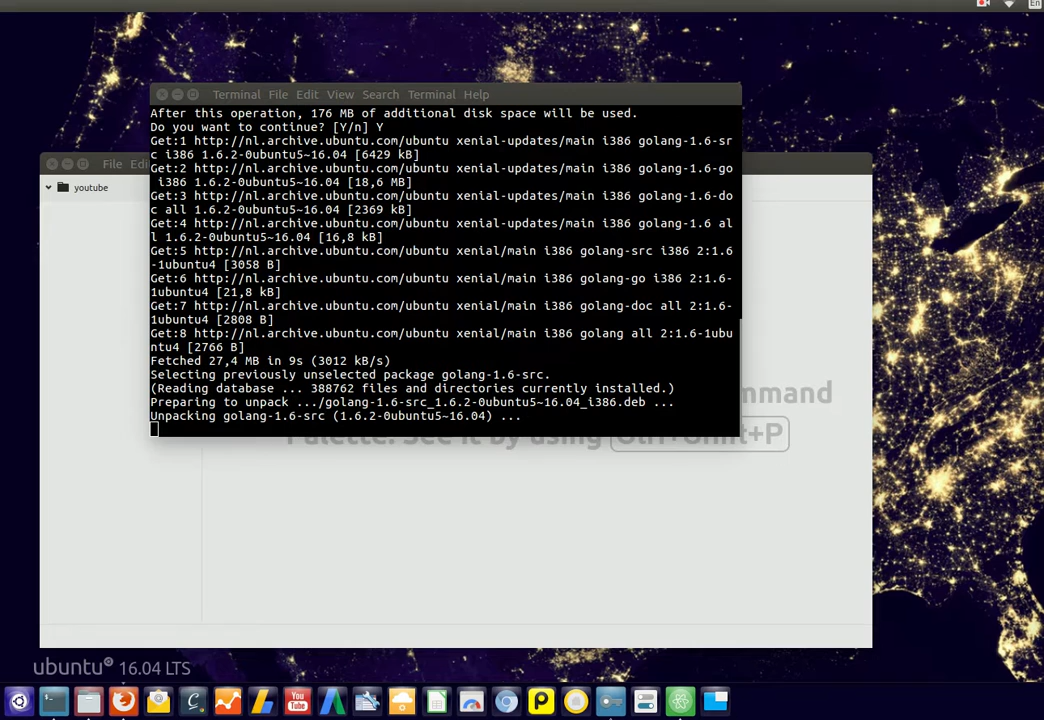 En
Terminal File Edit View Search Terminal Help
After this operation, 176 MB of additional disk space will be used.
Do you want to continue? [Y/n] Y
Get:1 http://nl.archive.ubuntu.com/ubuntu xenial-updates/main i386 golang-1.6-sr
c i386 1.6.2-0ubuntu5~16.04 [6429 kB]
Get:2 http://nl.archive.ubuntu.com/ubuntu xenial-updates/main i386 golang-1.6-go
i386 1.6.2-0ubuntu5~16.04 [18,6 MB]
Get:3 http://nl.archive.ubuntu.com/ubuntu xenial-updates/main i386 golang-1.6-do
c all 1.6.2-0ubuntu5~16.04 [2369 kB]
Get:4 http://nl.archive.ubuntu.com/ubuntu xenial-updates/main i386 golang-1.6 al
l 1.6.2-0ubuntu5~16.04 [16,8 kB]
Get:5 http://nl.archive.ubuntu.com/ubuntu xenial/main i386 golang-src i386 2:1.6
-1ubuntu4 [3058 B]
Get:6 http://nl.archive.ubuntu.com/ubuntu xenial/main i386 golang-go i386 2:1.6-
1ubuntu4 [21,8 kB]
Get:7 http://nl.archive.ubuntu.com/ubuntu xenial/main i386 golang-doc all 2:1.6-
1ubuntu4 [2808 B]
Get:8 http://nl.archive.ubuntu.com/ubuntu xenial/main i386 golang all 2:1.6-1ubu
ntu4 [2766 B]
Fetched 27,4 MB in 9s (3012 kB/s)
Selecting previously unselected package golang-1.6-src.
(Reading database ... 388762 files and directories currently installed.)
Preparing to unpack .../golang-1.6-src_1.6.2-0ubuntu5~16.04_i386.deb ...
Unpacking golang-1.6-src (1.6.2-0ubuntu5~16.04) ...
File Edi
youtube
mmand
Palette. See it by using Ctrl+Shift+P
ubuntu® 16.04 LTS
You
Tube